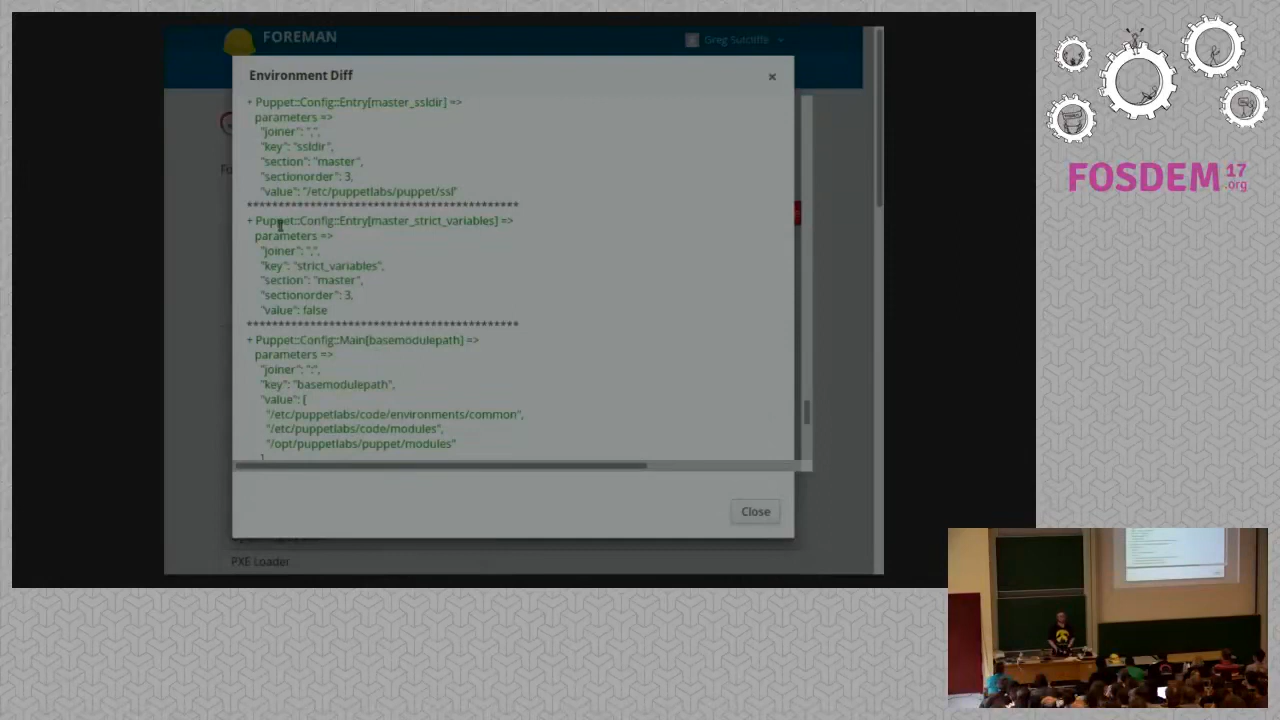 FOREMAN
Greg Sutcliffe
Environment Diff
×
+ Puppet::Config::Entry[master_ssldir] =>
parameters =>
"joiner": ",",
"key": "ssldir",
"section": "master",
"sectionorder": 3,
"value": "/etc/puppetlabs/puppet/ssl"
*******************************************
+ Puppet::Config::Entry[master_strict_variables] =>
parameters =>
"joiner": ",",
"key": "strict_variables",
"section": "master",
"sectionorder": 3,
"value": false
*******************************************
+ Puppet::Config::Main[basemodulepath] =>
parameters =>
"joiner": ":",
"key": "basemodulepath",
"value": [
"/etc/puppetlabs/code/environments/common",
"/etc/puppetlabs/code/modules",
"/opt/puppetlabs/puppet/modules"
]
Close
PXE Loader
FOSDEM 17
.org